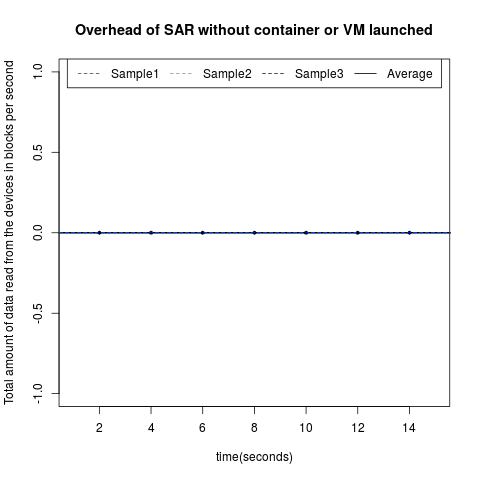 Overhead of SAR without container or VM launched
Sample1 Sample2 Sample3 Average
Total amount of data read from the devices in blocks per second
1.0
0.5
0.0
-0.5
-1.0
2 4 6 8 10 12 14
time(seconds)